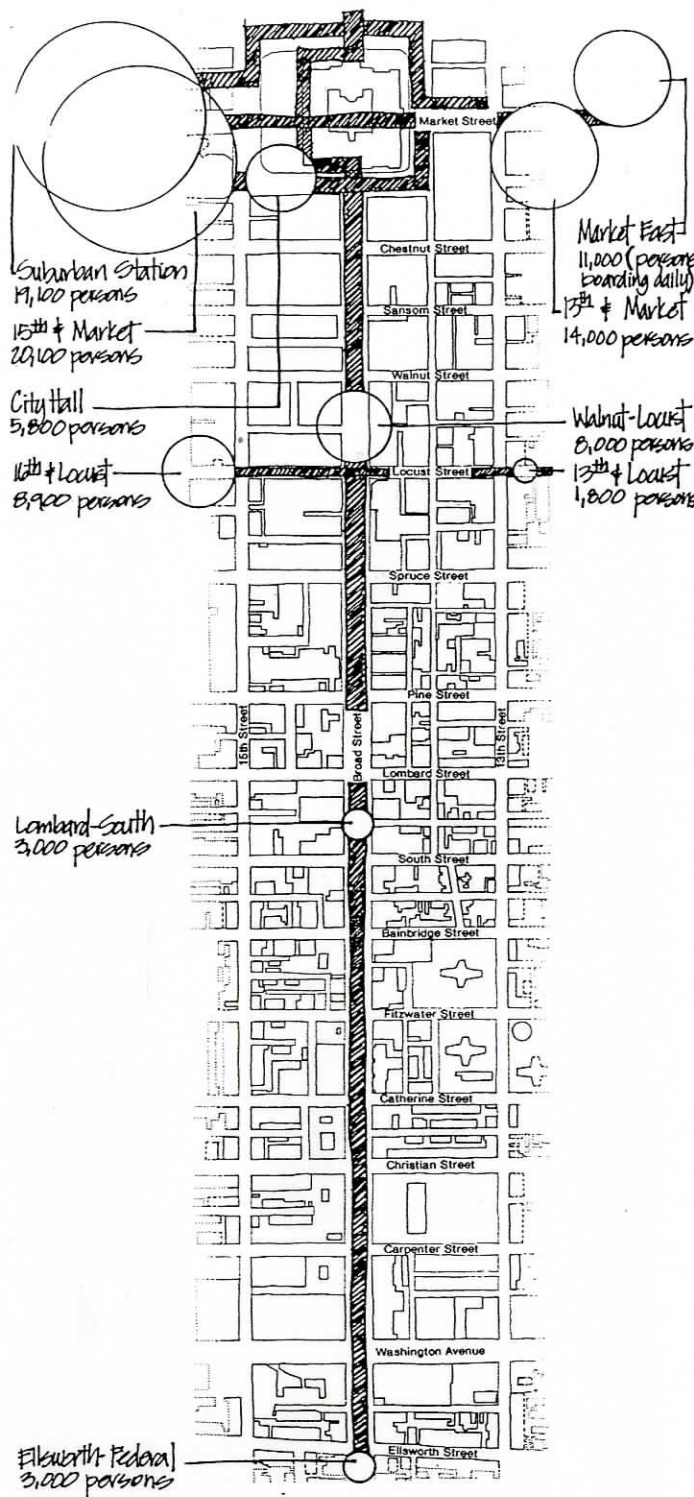 Market Street
Suburban Station
19,100 persons
15th & Market
20,100 persons
City Hall
5,800 persons
16th & Locust
8,900 persons
Market East
11,000 (persons
boarding daily)
13th & Market
14,000 persons
Chestnut Street
Sansom Street
Walnut Street
Walnut-Locust
8,000 persons
Locust Street
13th & Locust
1,800 persons
Spruce Street
Pine Street
15th Street
Broad Street
13th Street
Lombard Street
Lombard-South
3,000 persons
South Street
Bainbridge Street
Fitzwater Street
Catherine Street
Christian Street
Carpenter Street
Washington Avenue
Ellsworth-Federal
3,000 persons
Ellsworth Street